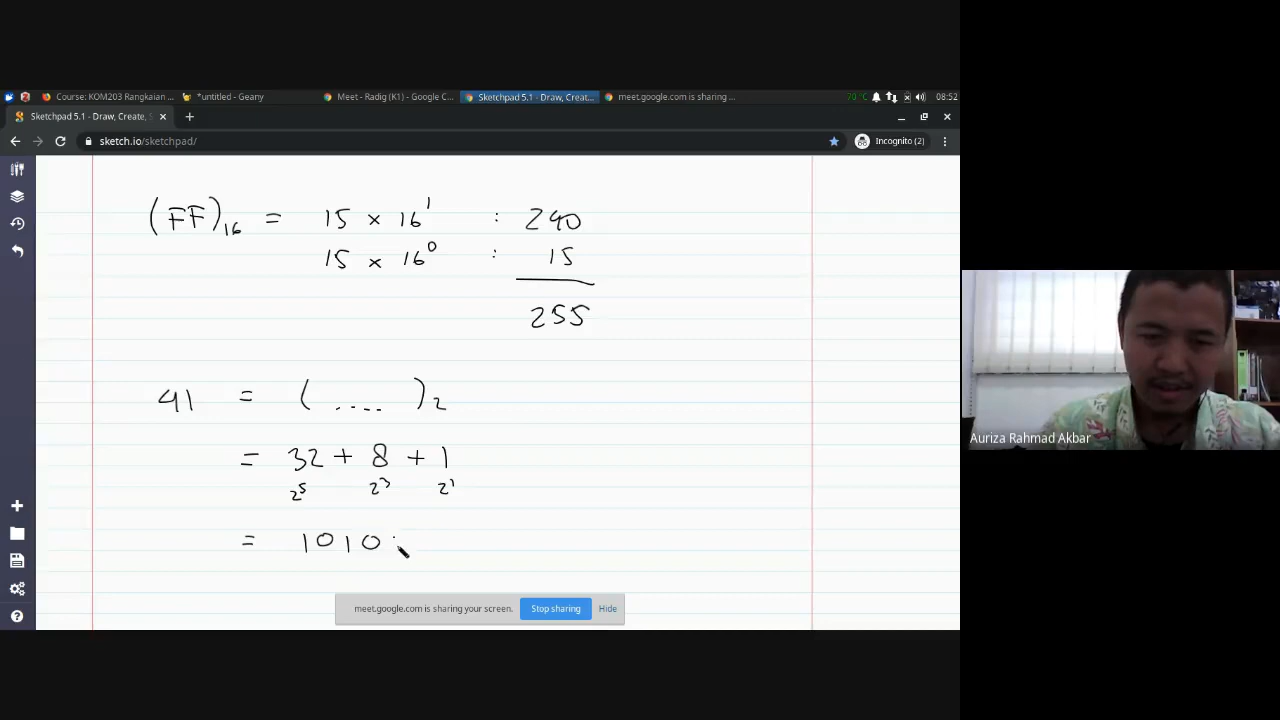 Course: KOM203 Rangkaian ...
*untitled - Geany
Meet - Radig (K1) - Google C...
Sketchpad 5.1 - Draw, Creat...
meet.google.com is sharing ...
70 °C
08:52
Sketchpad 5.1 - Draw, Create, S
sketch.io/sketchpad/
Incognito (2)
(FF)₁₆ = 15 × 16¹ : 240
15 × 16⁰ : 15
255
41 = ( .... )₂
= 32 + 8 + 1
2⁵ 2³ 2¹
= 1010
Auriza Rahmad Akbar
meet.google.com is sharing your screen. Stop sharing Hide